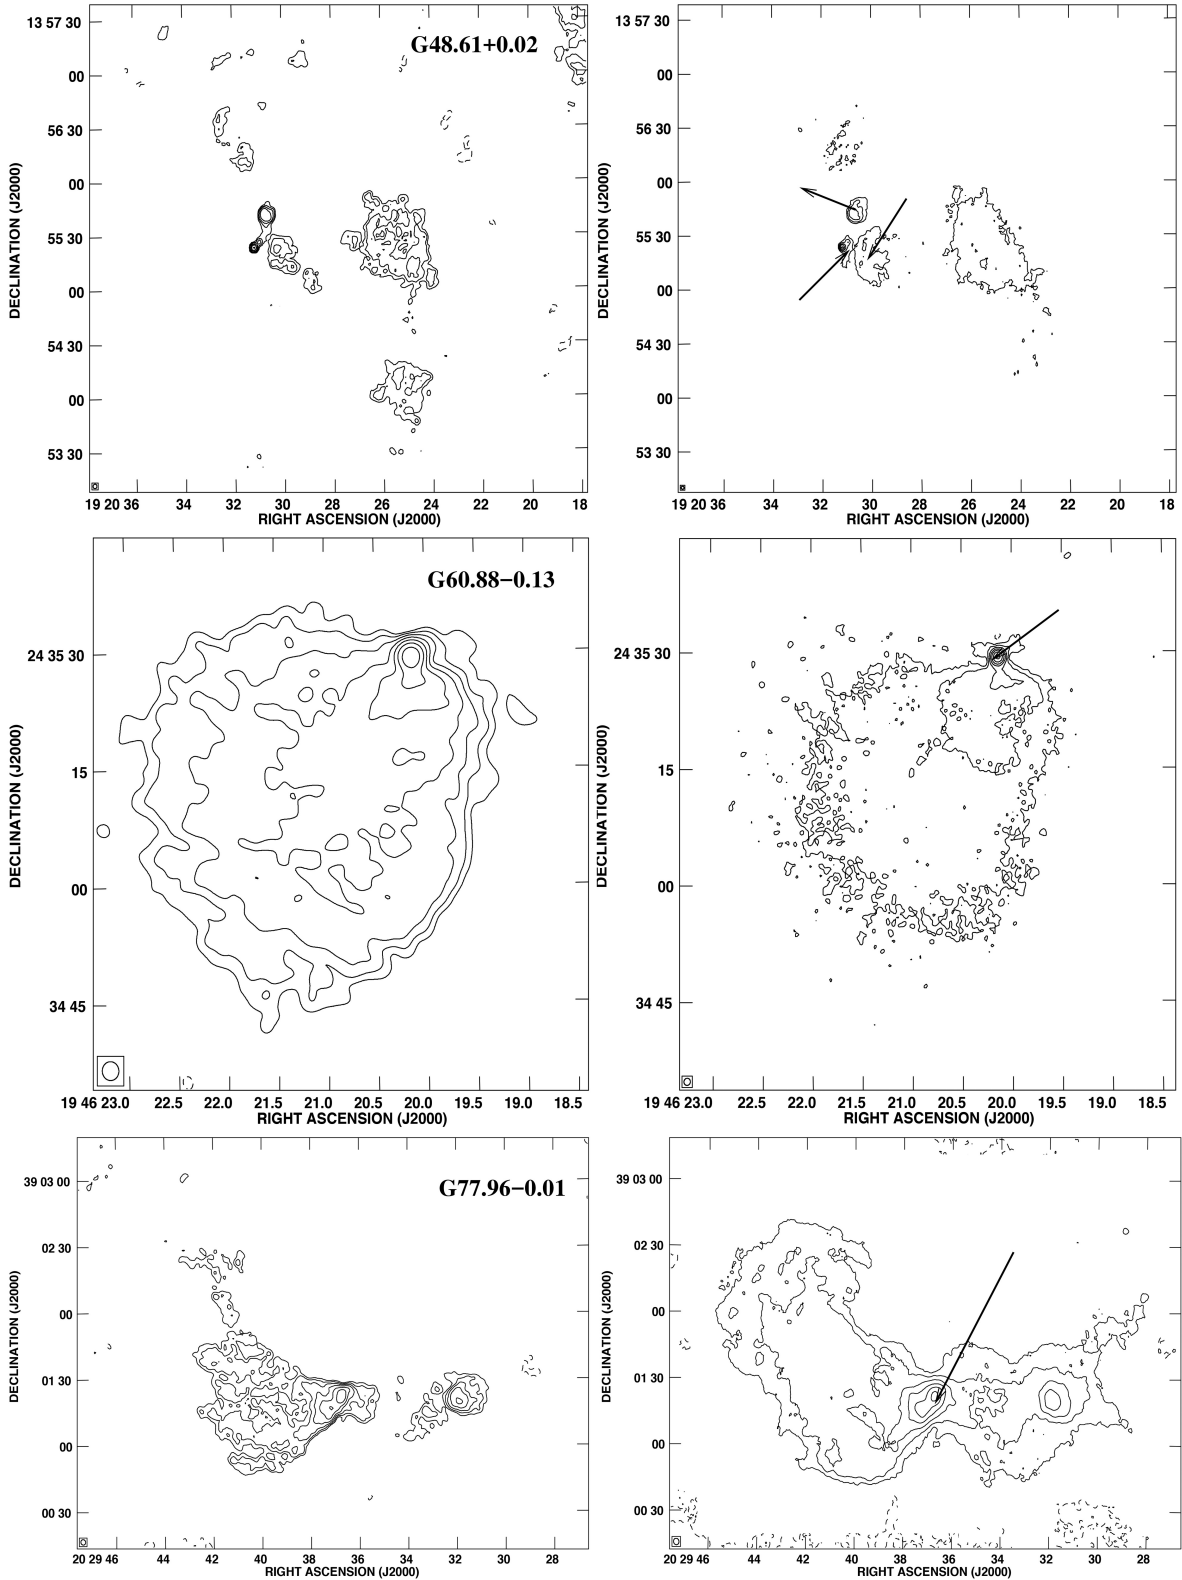 G48.61+0.02
DECLINATION (J2000)
13 57 30
00
56 30
00
55 30
00
54 30
00
53 30
19 20 36 34 32 30 28 26 24 22 20 18
RIGHT ASCENSION (J2000)
DECLINATION (J2000)
13 57 30
00
56 30
00
55 30
00
54 30
00
53 30
19 20 36 34 32 30 28 26 24 22 20 18
RIGHT ASCENSION (J2000)
G60.88−0.13
DECLINATION (J2000)
24 35 30
15
00
34 45
19 46 23.0 22.5 22.0 21.5 21.0 20.5 20.0 19.5 19.0 18.5
RIGHT ASCENSION (J2000)
DECLINATION (J2000)
24 35 30
15
00
34 45
19 46 23.0 22.5 22.0 21.5 21.0 20.5 20.0 19.5 19.0 18.5
RIGHT ASCENSION (J2000)
G77.96−0.01
DECLINATION (J2000)
39 03 00
02 30
00
01 30
00
00 30
20 29 46 44 42 40 38 36 34 32 30 28
RIGHT ASCENSION (J2000)
DECLINATION (J2000)
39 03 00
02 30
00
01 30
00
00 30
20 29 46 44 42 40 38 36 34 32 30 28
RIGHT ASCENSION (J2000)